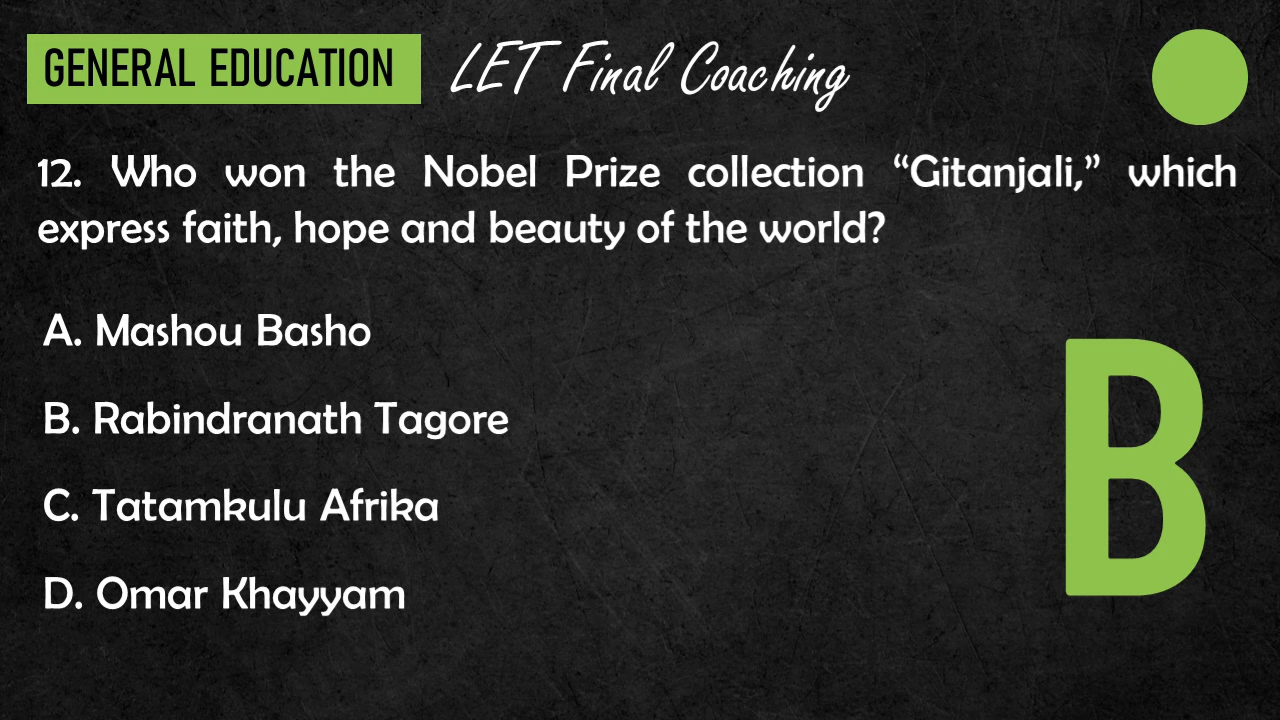 GENERAL EDUCATION LET Final Coaching
12. Who won the Nobel Prize collection “Gitanjali,” which
express faith, hope and beauty of the world?
A. Mashou Basho
B. Rabindranath Tagore
C. Tatamkulu Afrika
D. Omar Khayyam
B